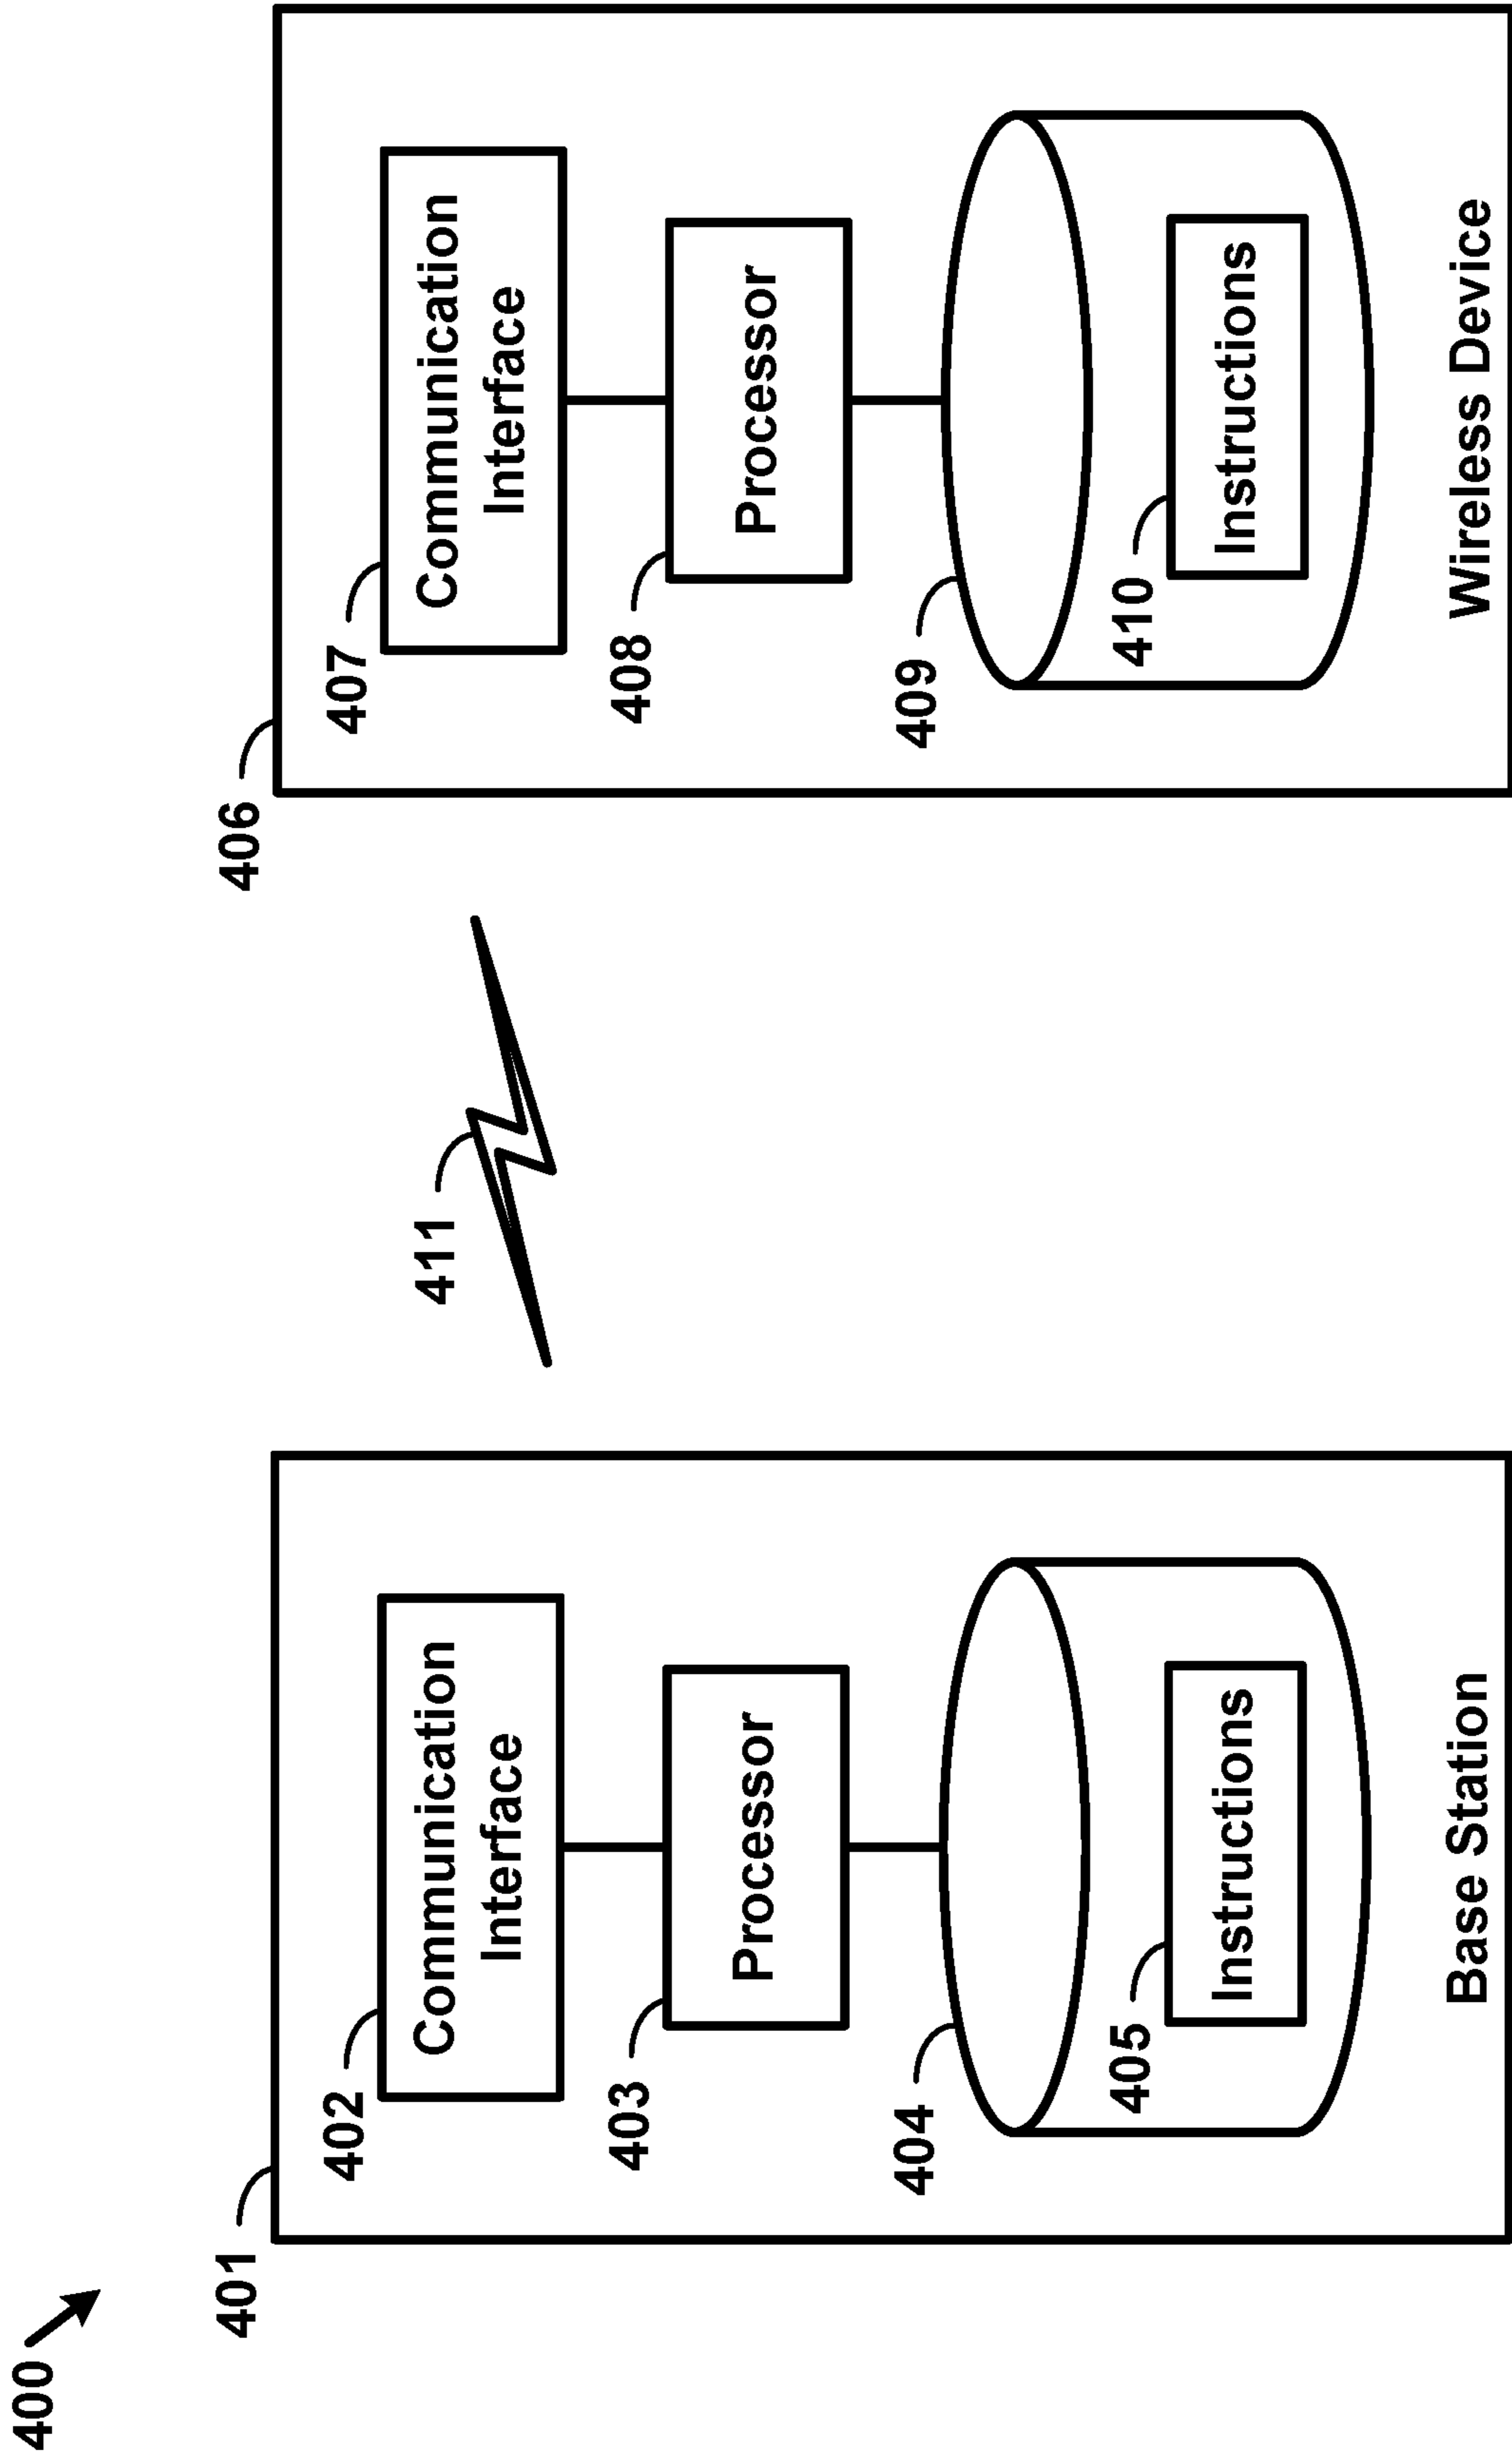 400
401
402
Communication
Interface
403
Processor
404
405
Instructions
Base Station
411
406
407
Communication
Interface
408
Processor
409
410
Instructions
Wireless Device